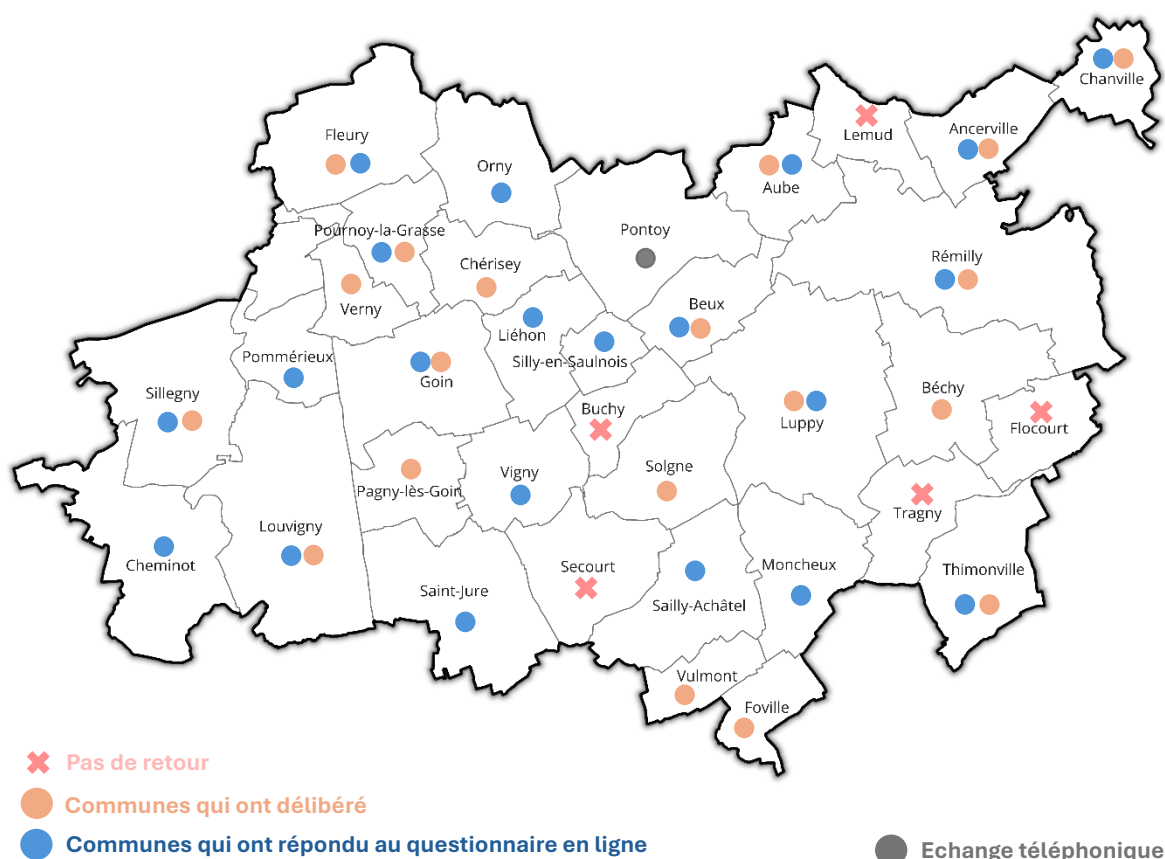 Chanville
Fleury
Ancerville
Lemud
Orny
Aube
Pournoy-la-Grasse
Pontoy
Rémilly
Chérisey
Verny
Beux
Liéhon
Pommérieux
Silly-en-Saulnois
Goin
Sillegny
Béchy
Buchy
Luppy
Flocourt
Solgne
Vigny
Pagny-lès-Goin
Tragny
Louvigny
Cheminot
Secourt
Moncheux
Thimonville
Saint-Jure
Sailly-Achâtel
Vulmont
Foville
Pas de retour
Communes qui ont délibéré
Communes qui ont répondu au questionnaire en ligne
Echange téléphonique